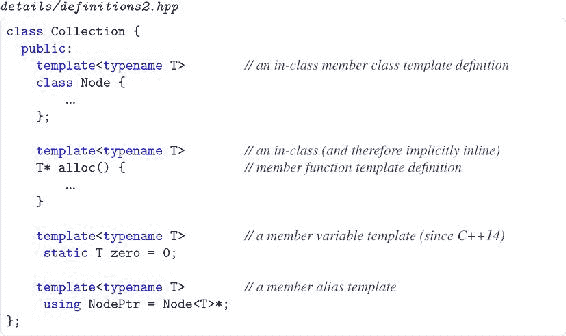 details/definitions2.hpp
class Collection {
public:
template<typename T> // an in-class member class template definition
class Node {
...
};
template<typename T> // an in-class (and therefore implicitly inline)
T* alloc() { // member function template definition
...
}
template<typename T> // a member variable template (since C++14)
static T zero = 0;
template<typename T> // a member alias template
using NodePtr = Node<T>*;
};